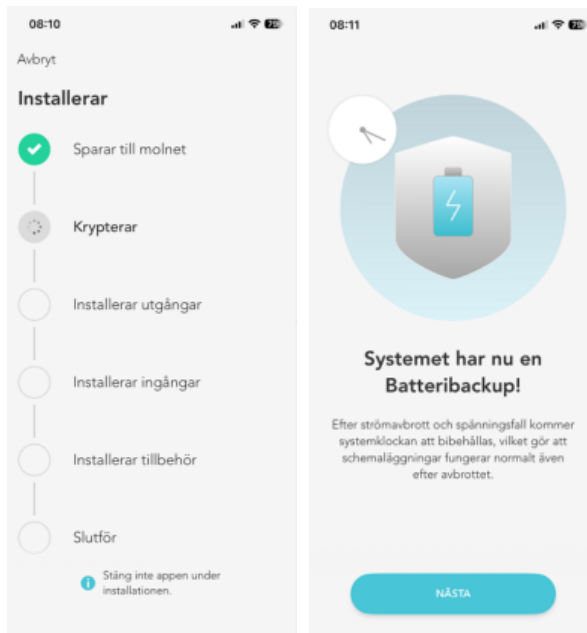 08:10
Avbryt
Installerar
Sparar till molnet
Krypterar
Installerar utgångar
Installerar ingångar
Installerar tillbehör
Slutför
Stäng inte appen under
installationen.
08:11
Systemet har nu en
Batteribackup!
Efter strömavbrott och spänningsfall kommer
systemklockan att bibehållas, vilket gör att
schemaläggningar fungerar normalt även
efter avbrottet.
NÄSTA